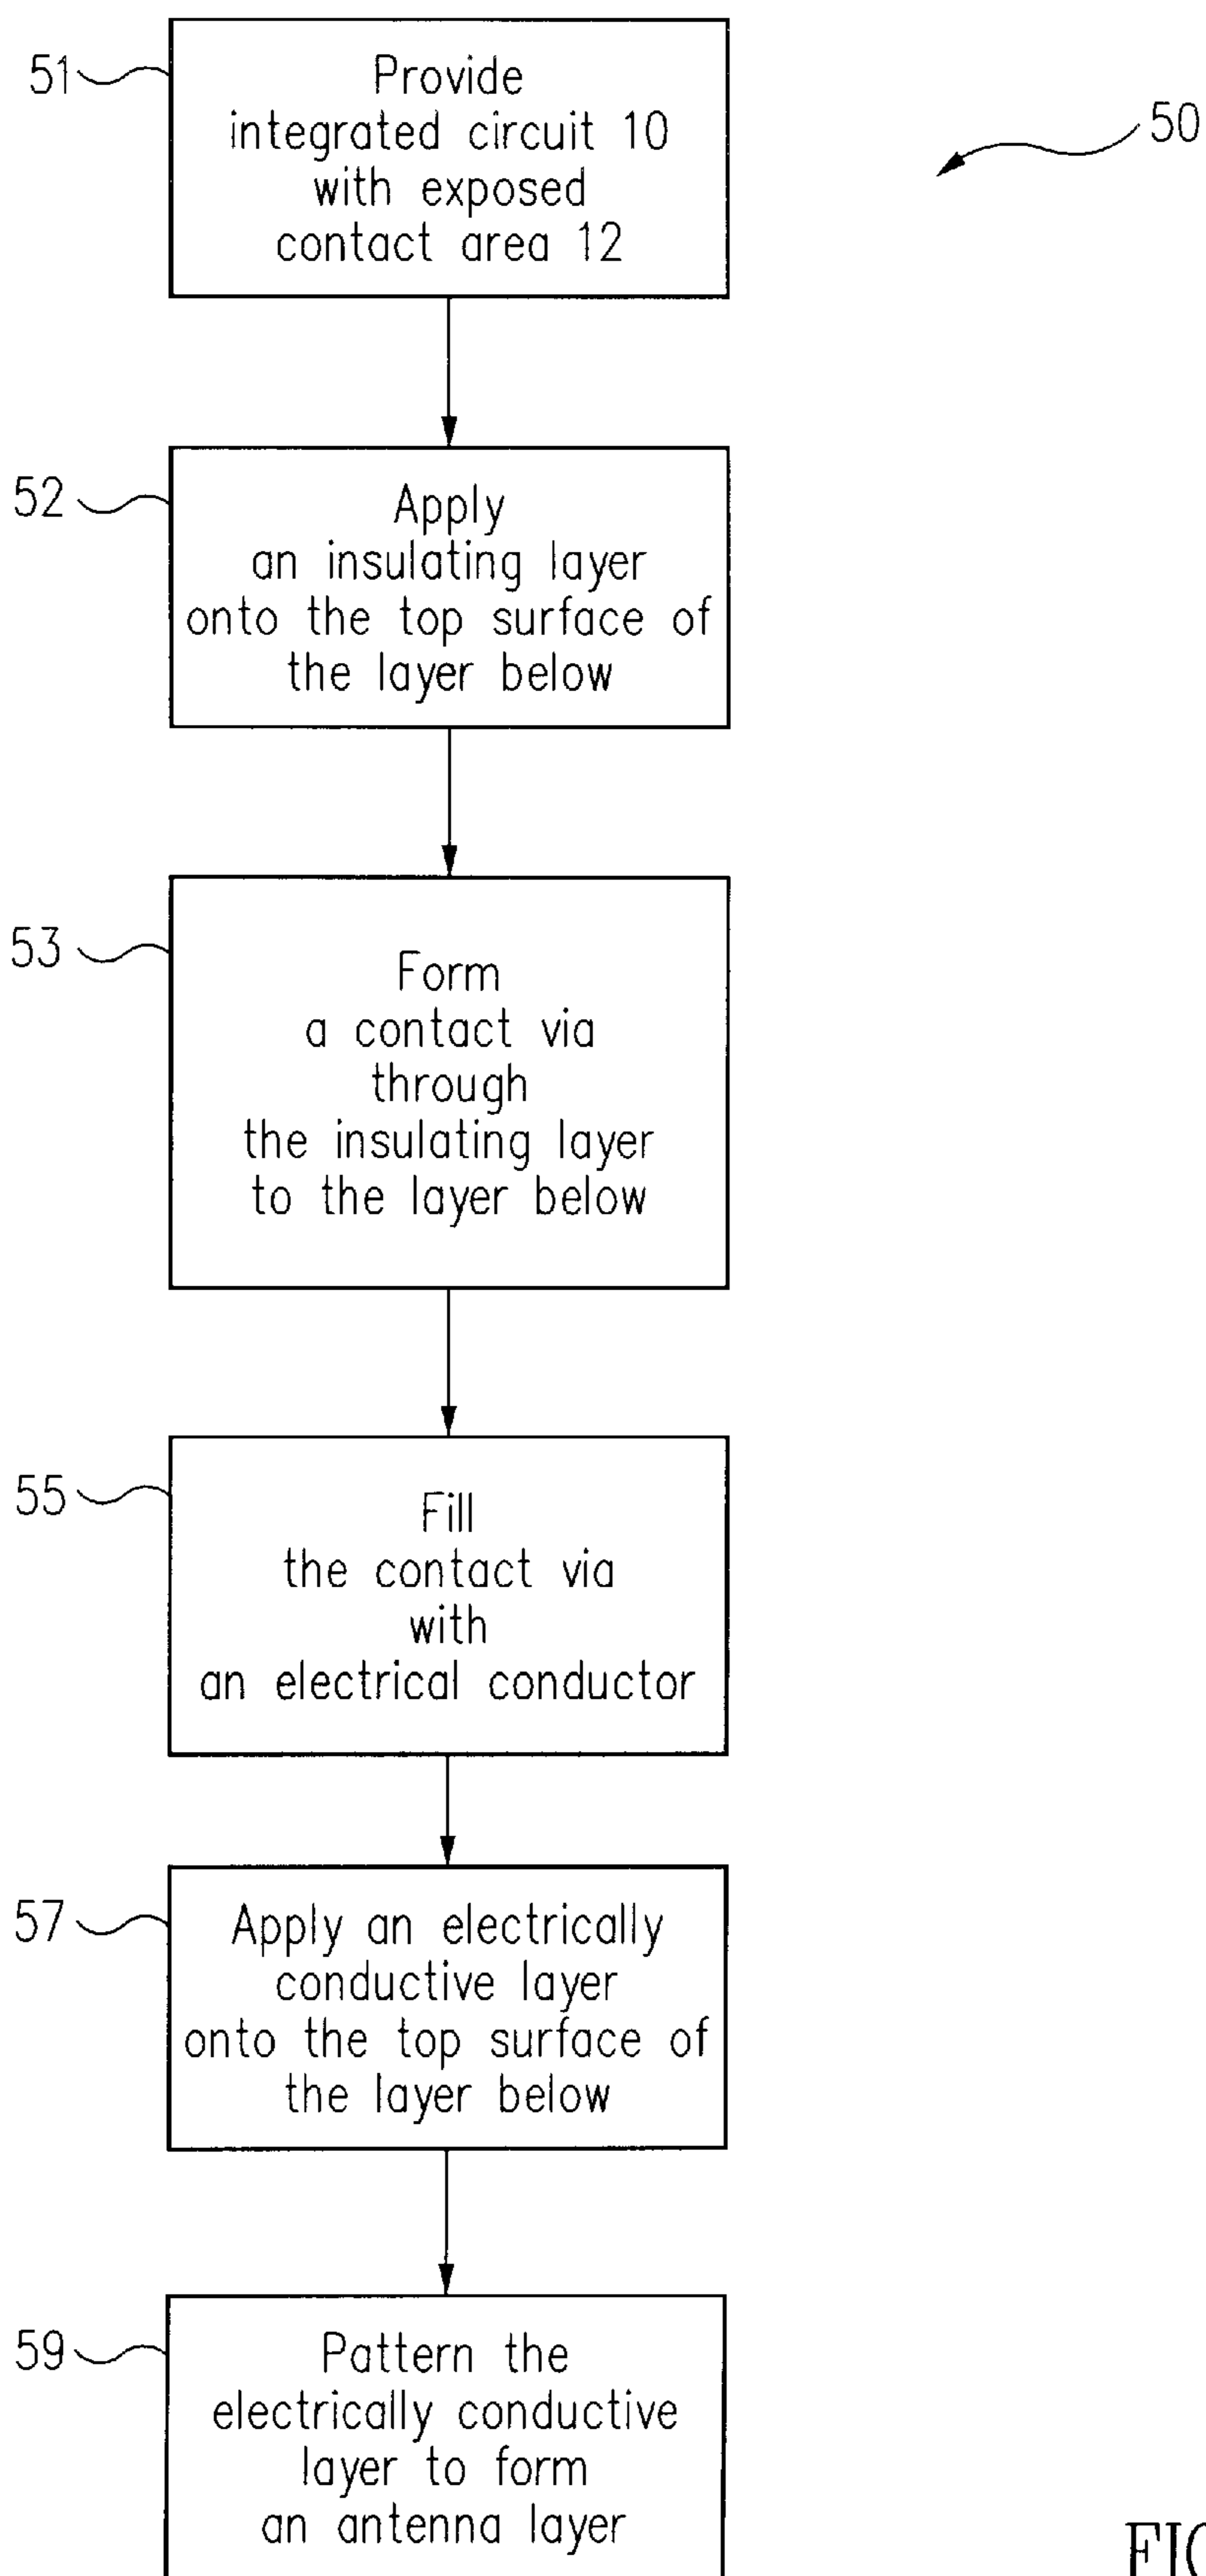 51
Provide
integrated circuit 10
with exposed
contact area 12
50
52
Apply
an insulating layer
onto the top surface of
the layer below
53
Form
a contact via
through
the insulating layer
to the layer below
55
Fill
the contact via
with
an electrical conductor
57
Apply an electrically
conductive layer
onto the top surface of
the layer below
59
Pattern the
electrically conductive
layer to form
an antenna layer